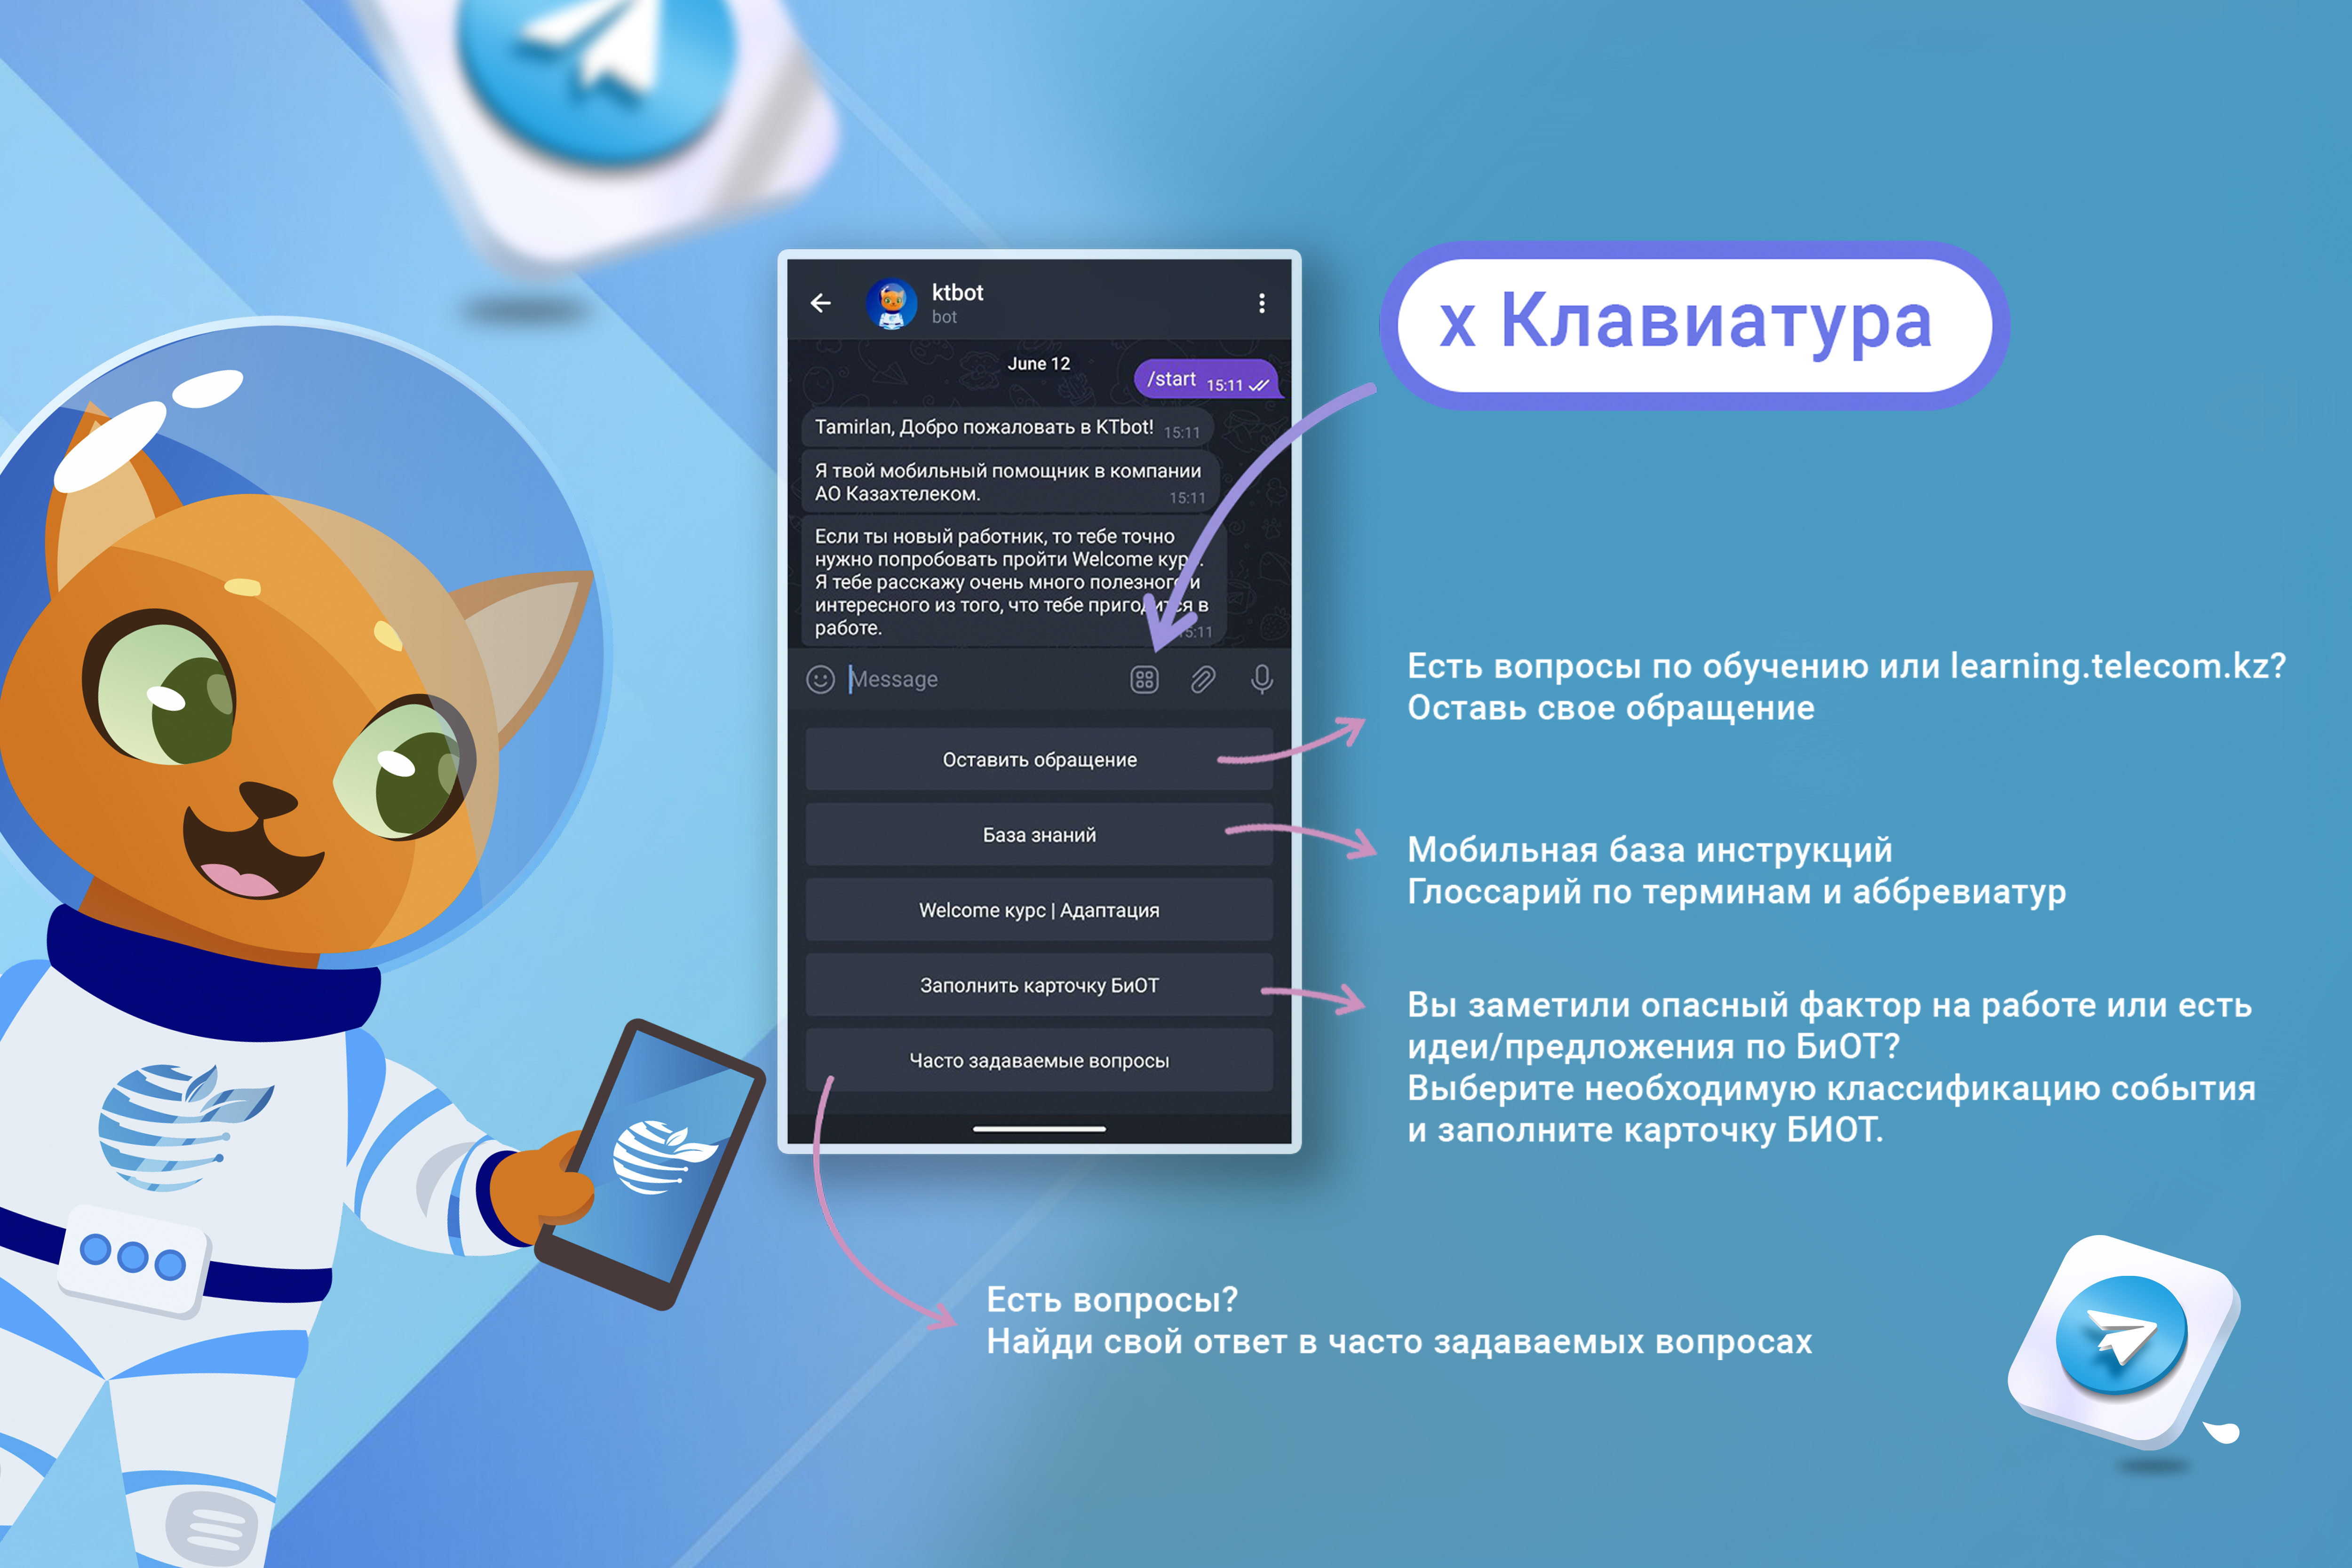 ktbot
bot
June 12
/start 15:11
Tamirlan, Добро пожаловать в KTbot! 15:11
Я твой мобильный помощник в компании
АО Казахтелеком. 15:11
Если ты новый работник, то тебе точно
нужно попробовать пройти Welcome курс.
Я тебе расскажу очень много полезного и
интересного из того, что тебе пригодится в
работе. 15:11
Message
Оставить обращение
База знаний
Welcome курс | Адаптация
Заполнить карточку БиОТ
Часто задаваемые вопросы
х Клавиатура
Есть вопросы по обучению или learning.telecom.kz?
Оставь свое обращение
Мобильная база инструкций
Глоссарий по терминам и аббревиатур
Вы заметили опасный фактор на работе или есть
идеи/предложения по БиОТ?
Выберите необходимую классификацию события
и заполните карточку БИОТ.
Есть вопросы?
Найди свой ответ в часто задаваемых вопросах